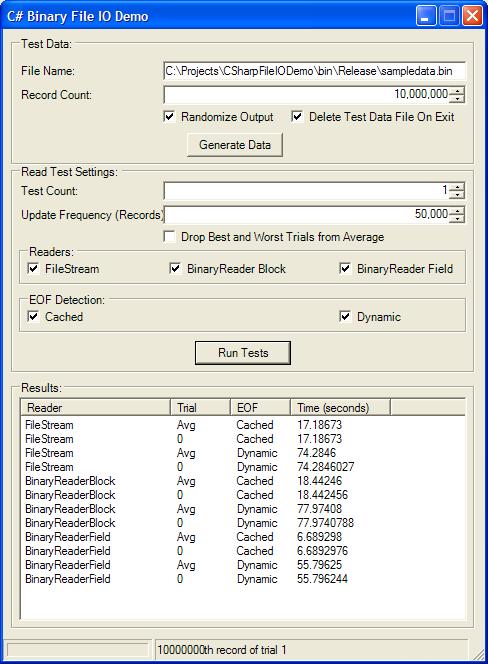 C# Binary File IO Demo
Test Data:
File Name: C:\Projects\CSharpFileIODemo\bin\Release\sampledata.bin
Record Count: 10,000,000
Randomize Output Delete Test Data File On Exit
Generate Data
Read Test Settings:
Test Count: 1
Update Frequency (Records) 50,000
Drop Best and Worst Trials from Average
Readers:
FileStream BinaryReader Block BinaryReader Field
EOF Detection:
Cached Dynamic
Run Tests
Results:
Reader Trial EOF Time (seconds)
FileStream Avg Cached 17.18673
FileStream 0 Cached 17.18673
FileStream Avg Dynamic 74.2846
FileStream 0 Dynamic 74.2846027
BinaryReaderBlock Avg Cached 18.44246
BinaryReaderBlock 0 Cached 18.442456
BinaryReaderBlock Avg Dynamic 77.97408
BinaryReaderBlock 0 Dynamic 77.9740788
BinaryReaderField Avg Cached 6.689298
BinaryReaderField 0 Cached 6.6892976
BinaryReaderField Avg Dynamic 55.79625
BinaryReaderField 0 Dynamic 55.796244
10000000th record of trial 1